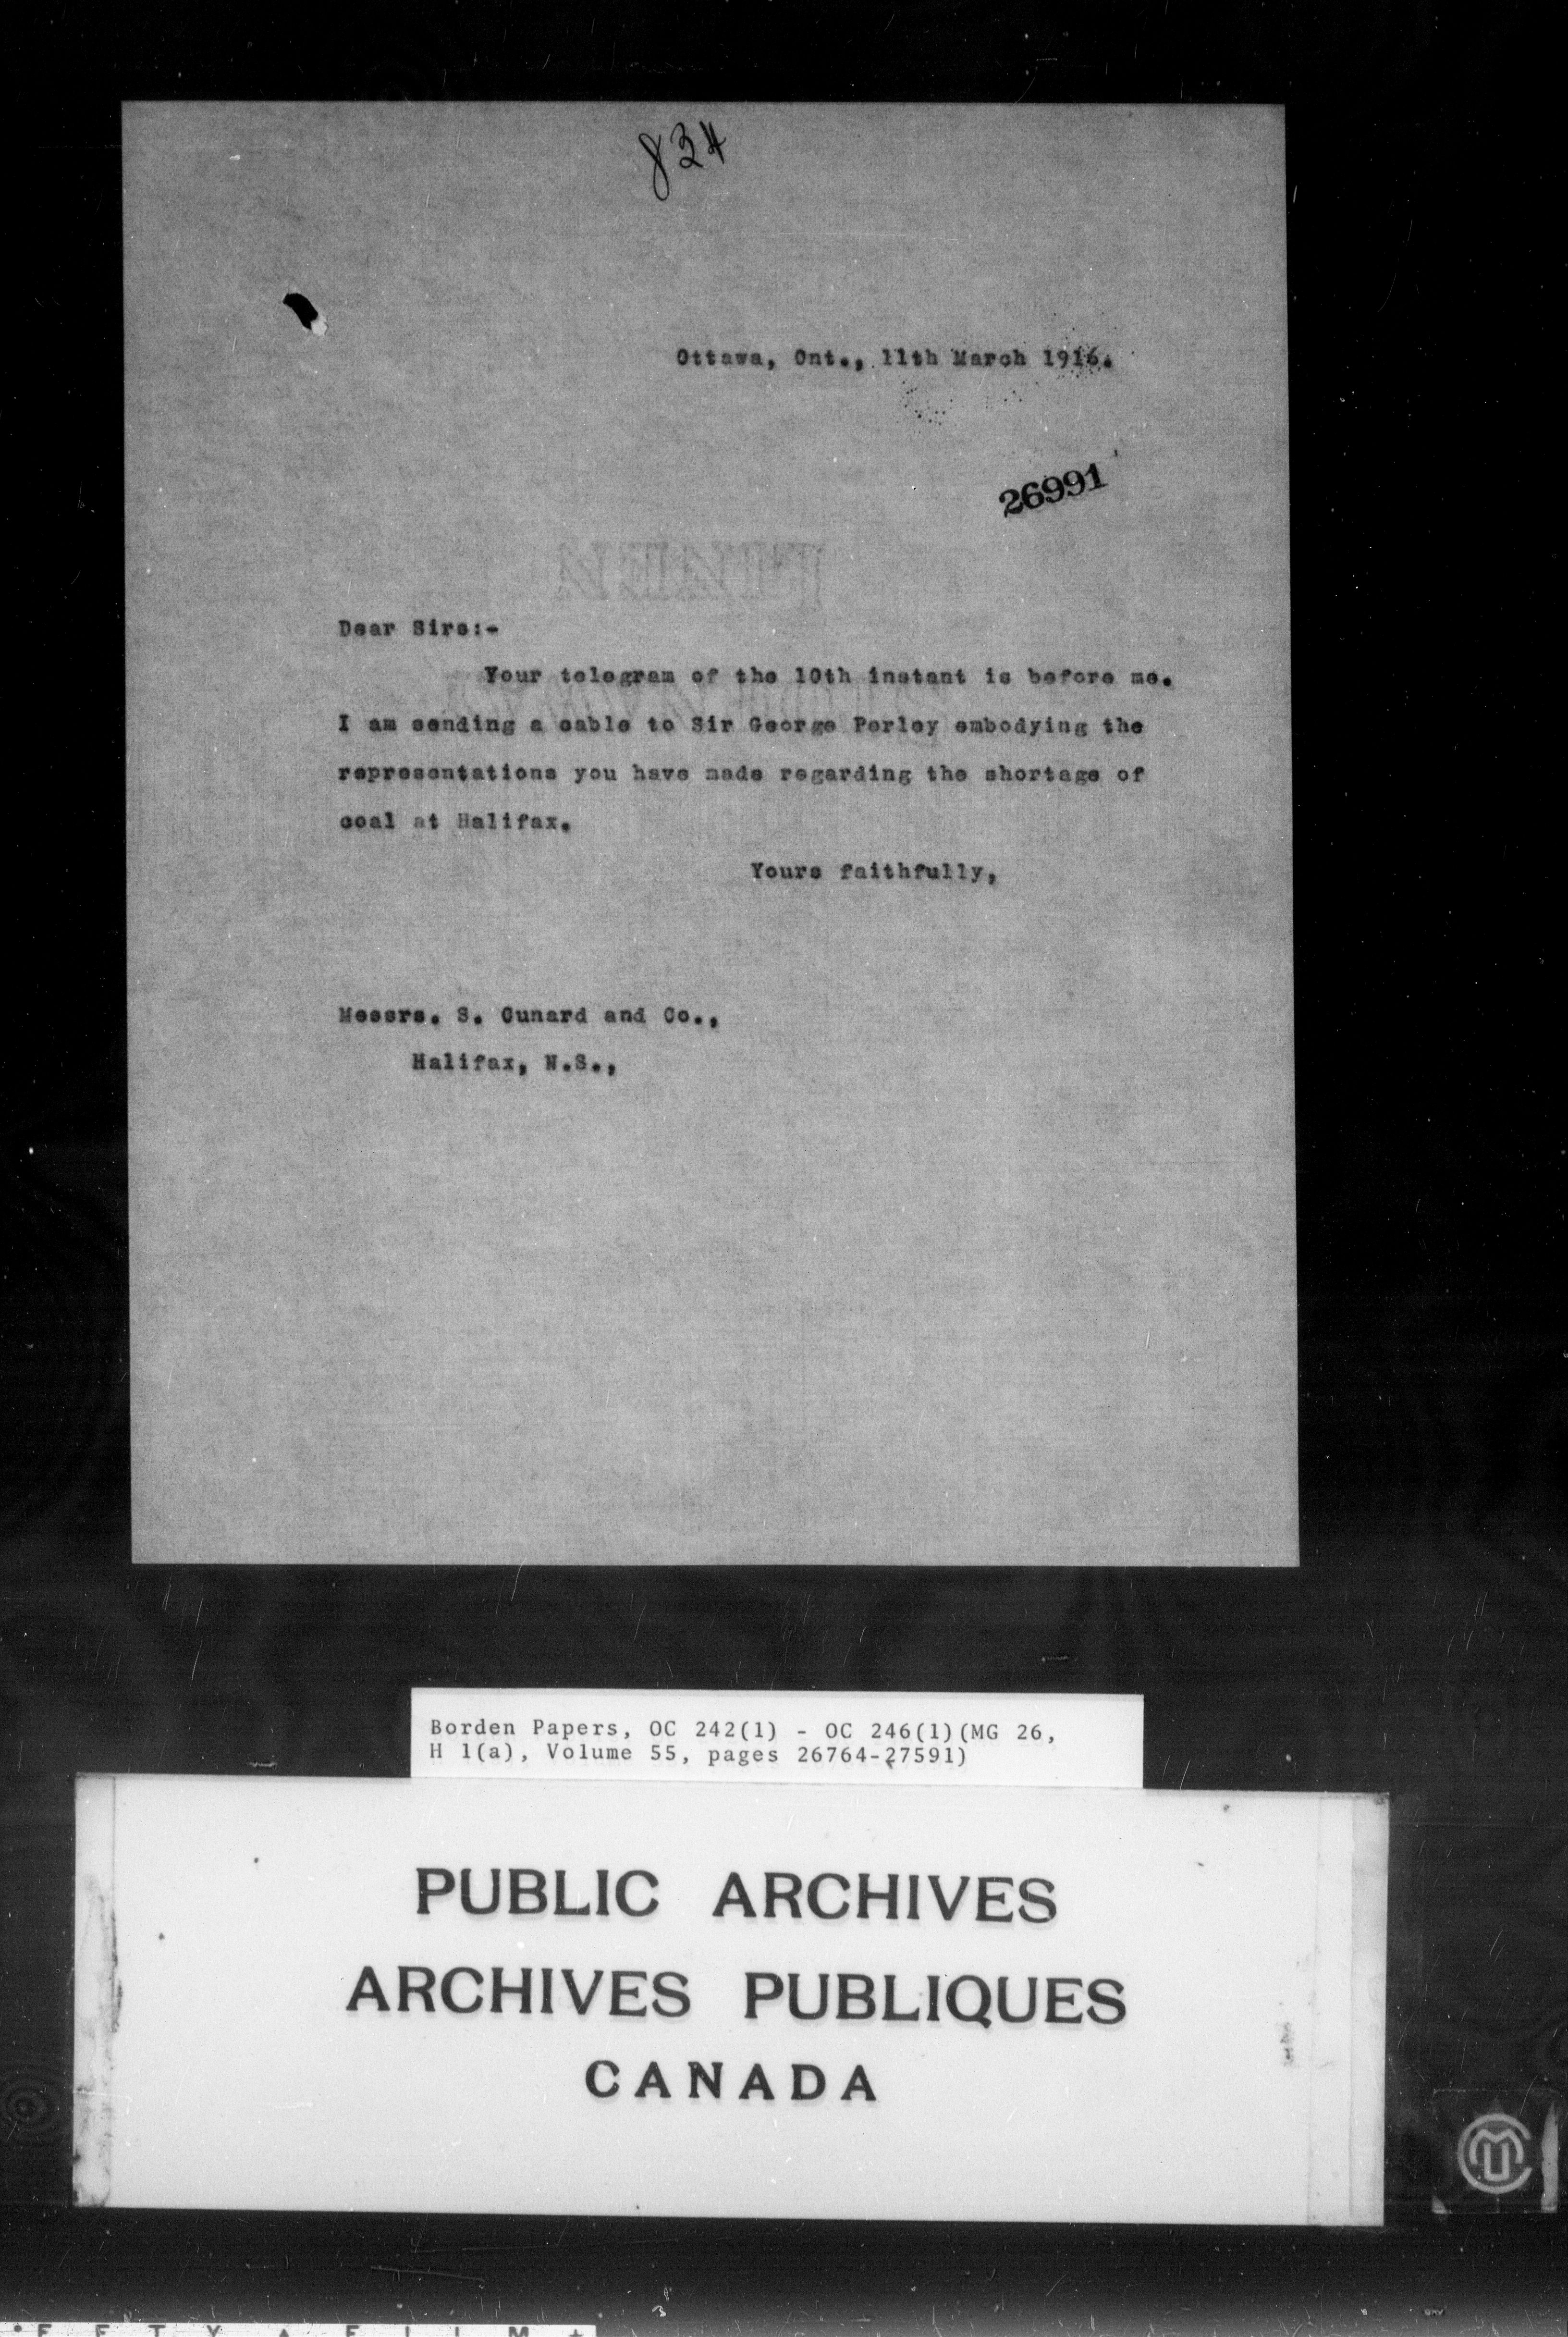 834
Ottawa, Ont., 11th March 1916.
26991
LINEN
Dear Sirs:-
Your telegram of the 10th instant is before me.
I am sending a cable to Sir George Perley embodying the
representations you have made regarding the shortage of
coal at Halifax.
Yours faithfully,
Messrs. S. Cunard and Co.,
Halifax, N.S.,
Borden Papers, OC 242(1) - OC 246(1)(MG 26,
H 1(a), Volume 55, pages 26764-27591)
PUBLIC ARCHIVES
ARCHIVES PUBLIQUES
CANADA